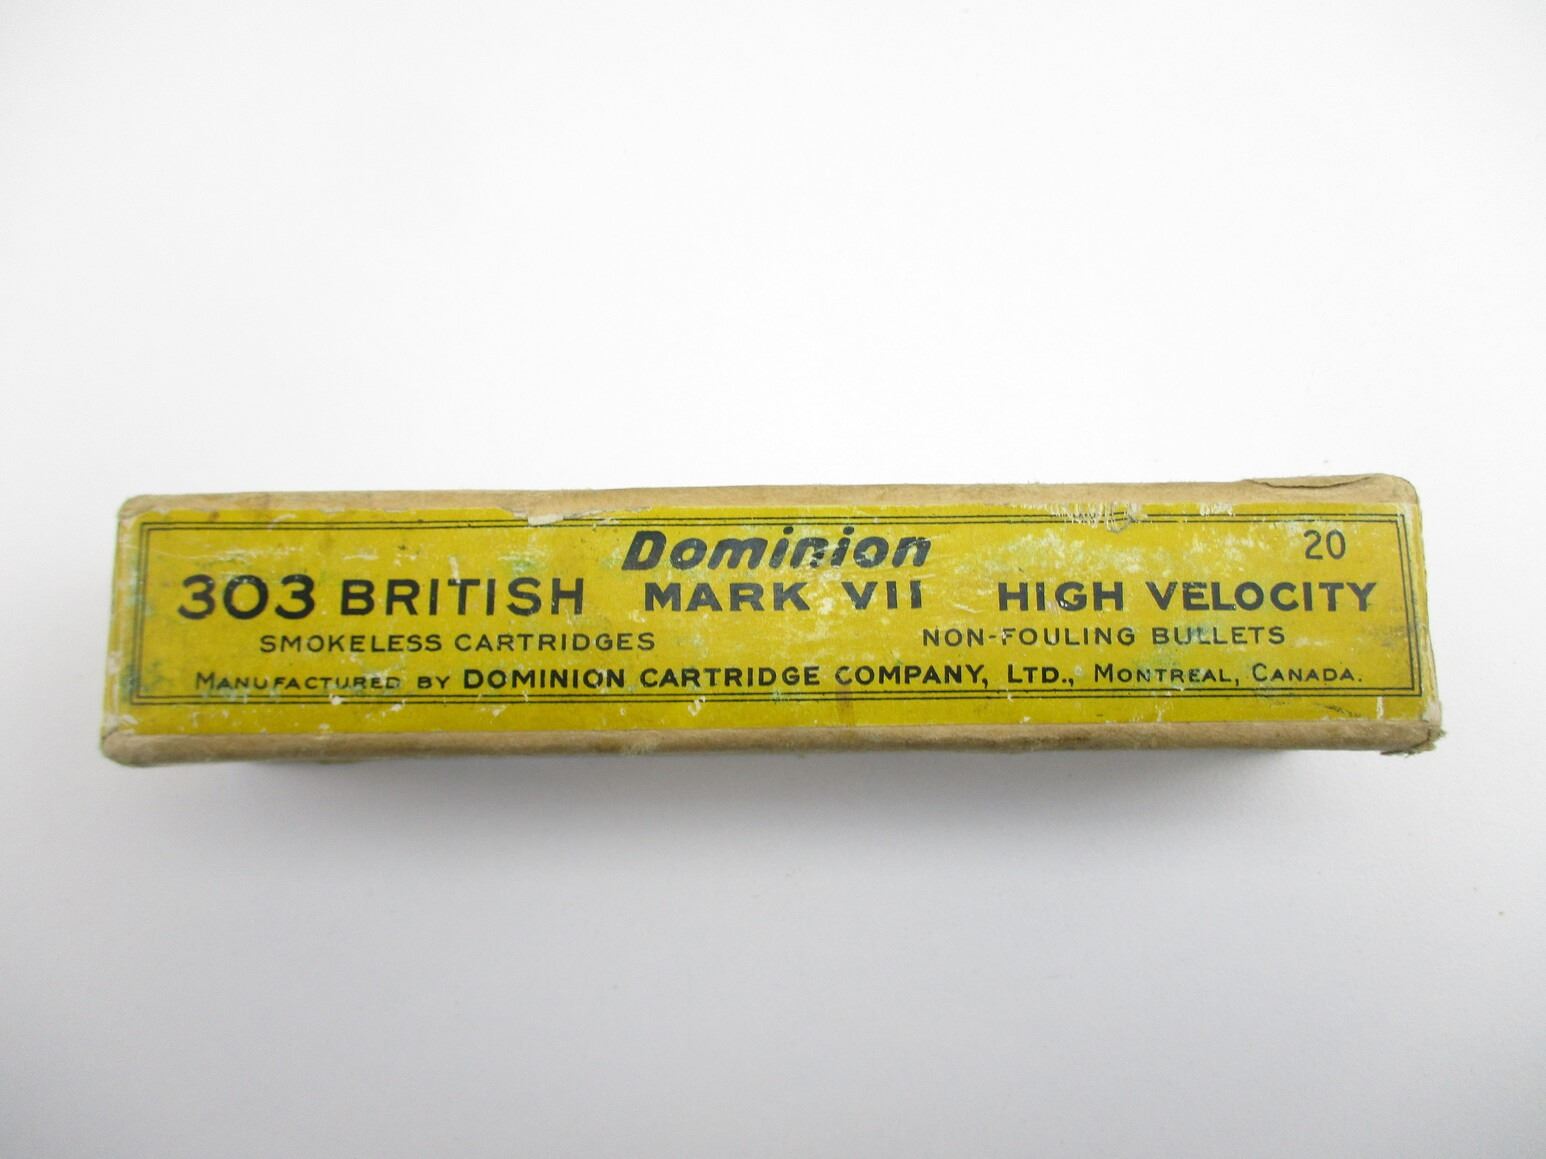 Dominion 20
303 BRITISH MARK VII HIGH VELOCITY
SMOKELESS CARTRIDGES NON-FOULING BULLETS
MANUFACTURED BY DOMINION CARTRIDGE COMPANY, LTD., MONTREAL, CANADA.